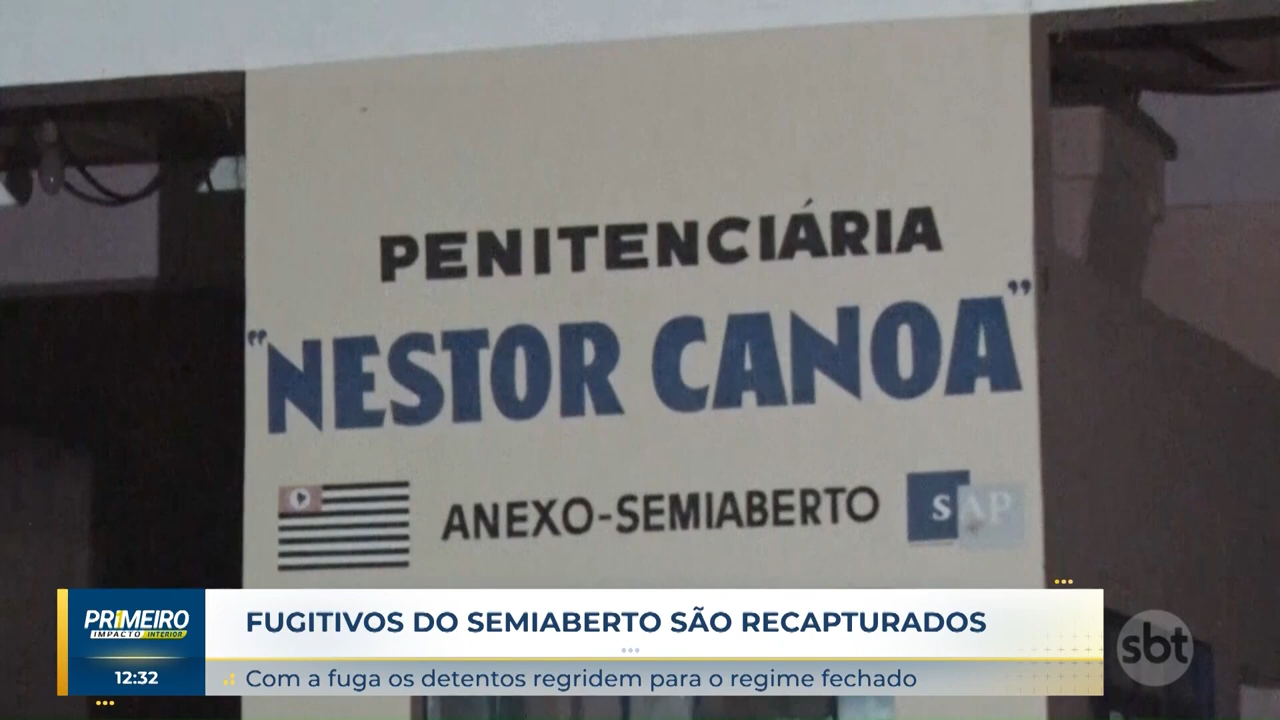 PENITENCIÁRIA
"NESTOR CANOA"
ANEXO-SEMIABERTO
SAP
PRIMEIRO
IMPACTO INTERIOR
12:32
FUGITIVOS DO SEMIABERTO SÃO RECAPTURADOS
Com a fuga os detentos regridem para o regime fechado
sbt